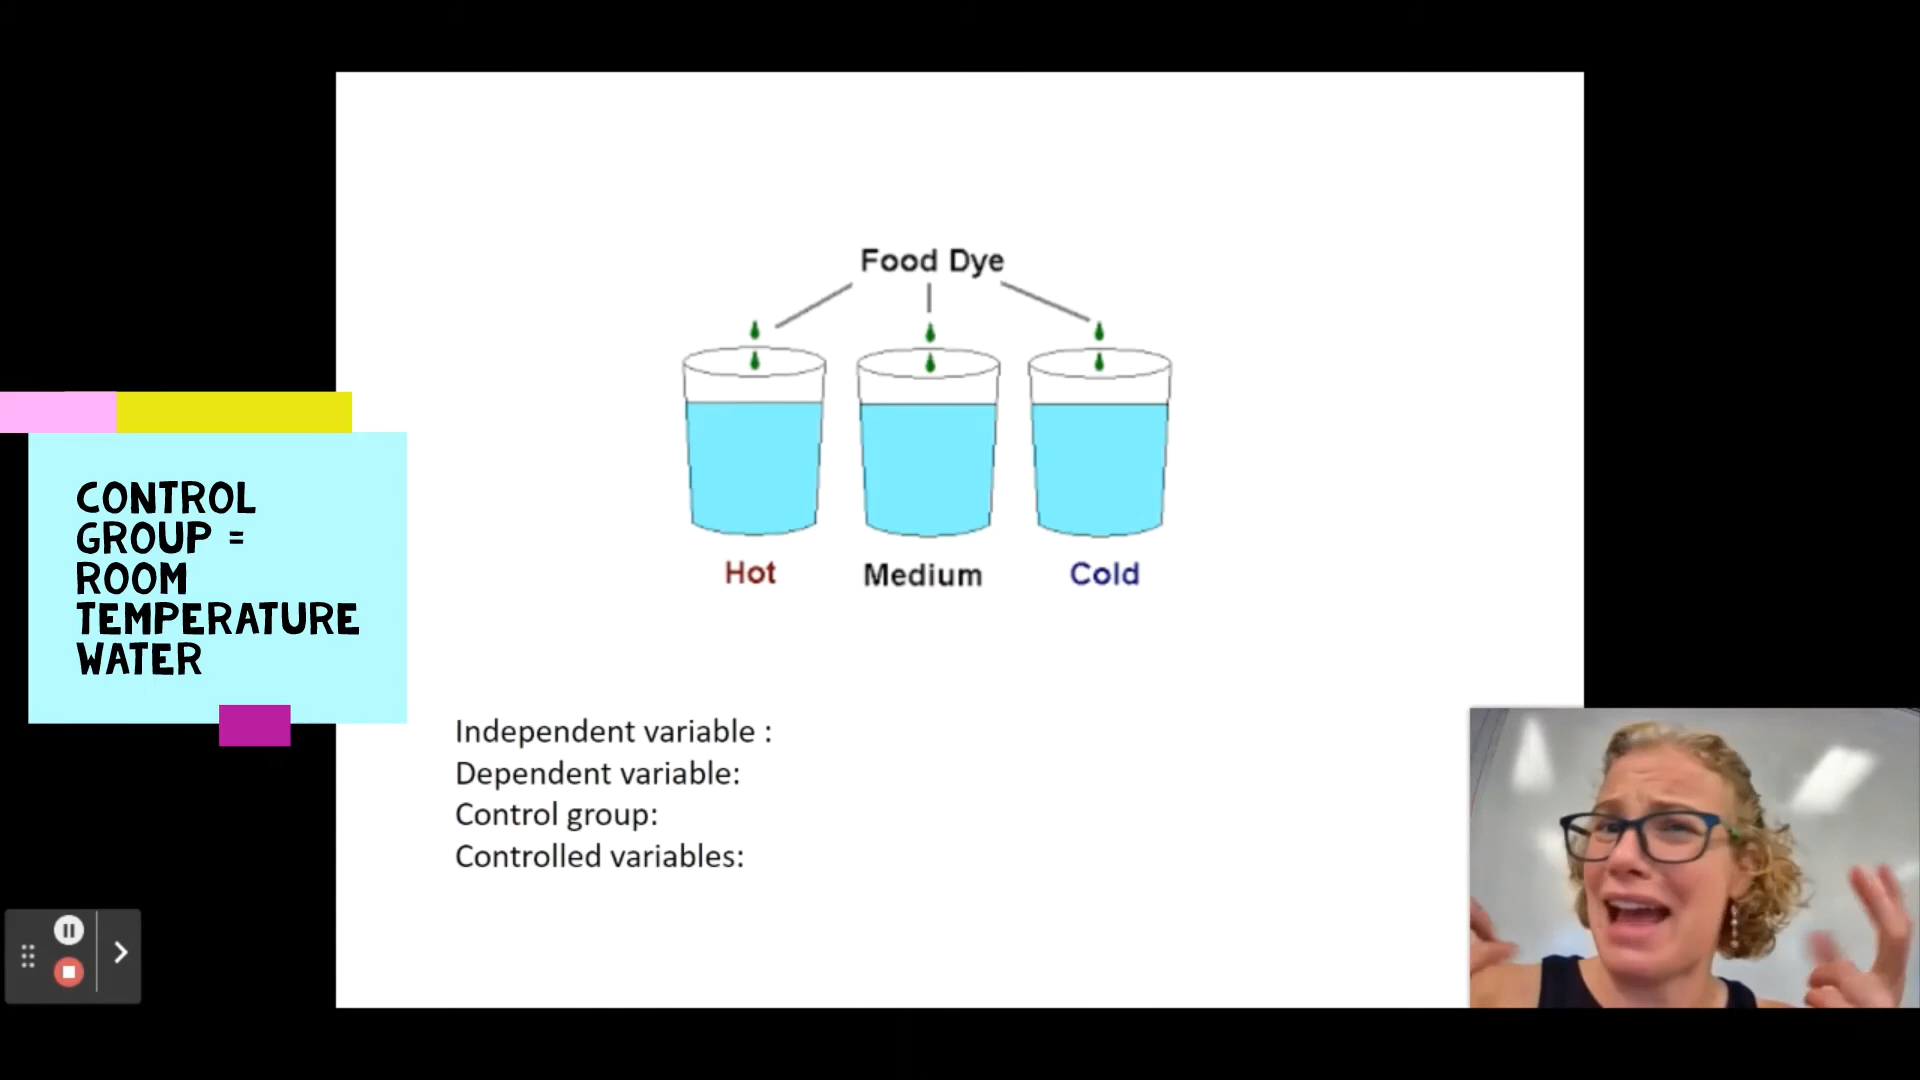 Food Dye
Hot
Medium
Cold
CONTROL
GROUP =
ROOM
TEMPERATURE
WATER
Independent variable :
Dependent variable:
Control group:
Controlled variables: